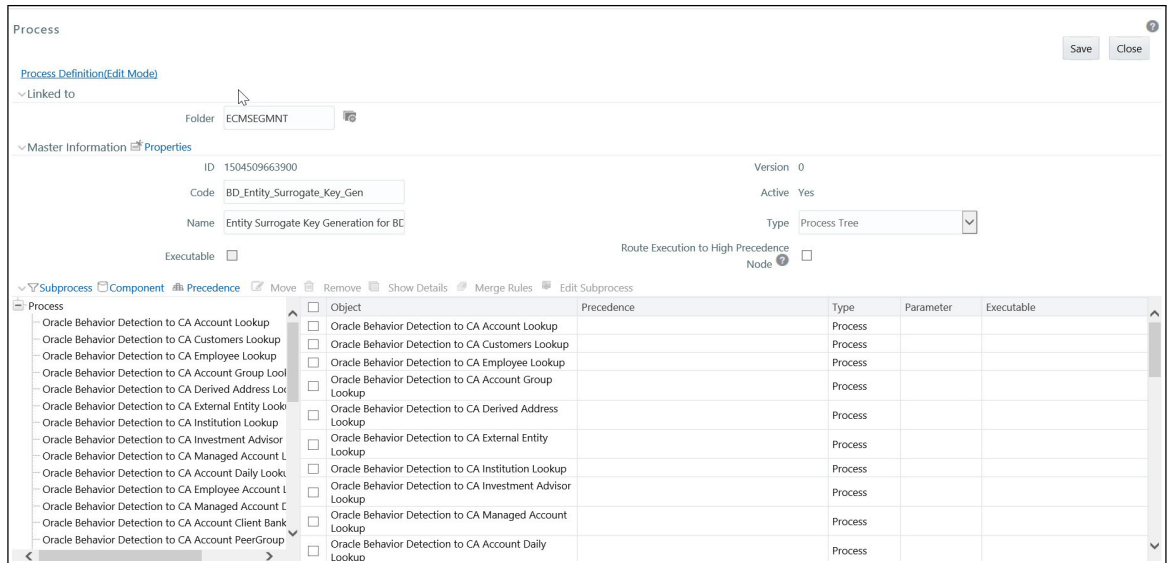 Process
Save Close
Process Definition(Edit Mode)
Linked to
Folder ECMSEGMNT
Master Information Properties
ID 1504509663900 Version 0
Code BD_Entity_Surrogate_Key_Gen Active Yes
Name Entity Surrogate Key Generation for BD Type Process Tree
Executable Route Execution to High Precedence Node
Subprocess Component Precedence Move Remove Show Details Merge Rules Edit Subprocess
Process
Oracle Behavior Detection to CA Account Lookup
Oracle Behavior Detection to CA Customers Lookup
Oracle Behavior Detection to CA Employee Lookup
Oracle Behavior Detection to CA Account Group Lool
Oracle Behavior Detection to CA Derived Address Loo
Oracle Behavior Detection to CA External Entity Looku
Oracle Behavior Detection to CA Institution Lookup
Oracle Behavior Detection to CA Investment Advisor
Oracle Behavior Detection to CA Managed Account L
Oracle Behavior Detection to CA Account Daily Looku
Oracle Behavior Detection to CA Employee Account L
Oracle Behavior Detection to CA Managed Account D
Oracle Behavior Detection to CA Account Client Bank
Oracle Behavior Detection to CA Account PeerGroup
Object Precedence Type Parameter Executable
Oracle Behavior Detection to CA Account Lookup Process
Oracle Behavior Detection to CA Customers Lookup Process
Oracle Behavior Detection to CA Employee Lookup Process
Oracle Behavior Detection to CA Account Group
Lookup Process
Oracle Behavior Detection to CA Derived Address
Lookup Process
Oracle Behavior Detection to CA External Entity
Lookup Process
Oracle Behavior Detection to CA Institution Lookup Process
Oracle Behavior Detection to CA Investment Advisor
Lookup Process
Oracle Behavior Detection to CA Managed Account
Lookup Process
Oracle Behavior Detection to CA Account Daily
Lookup Process